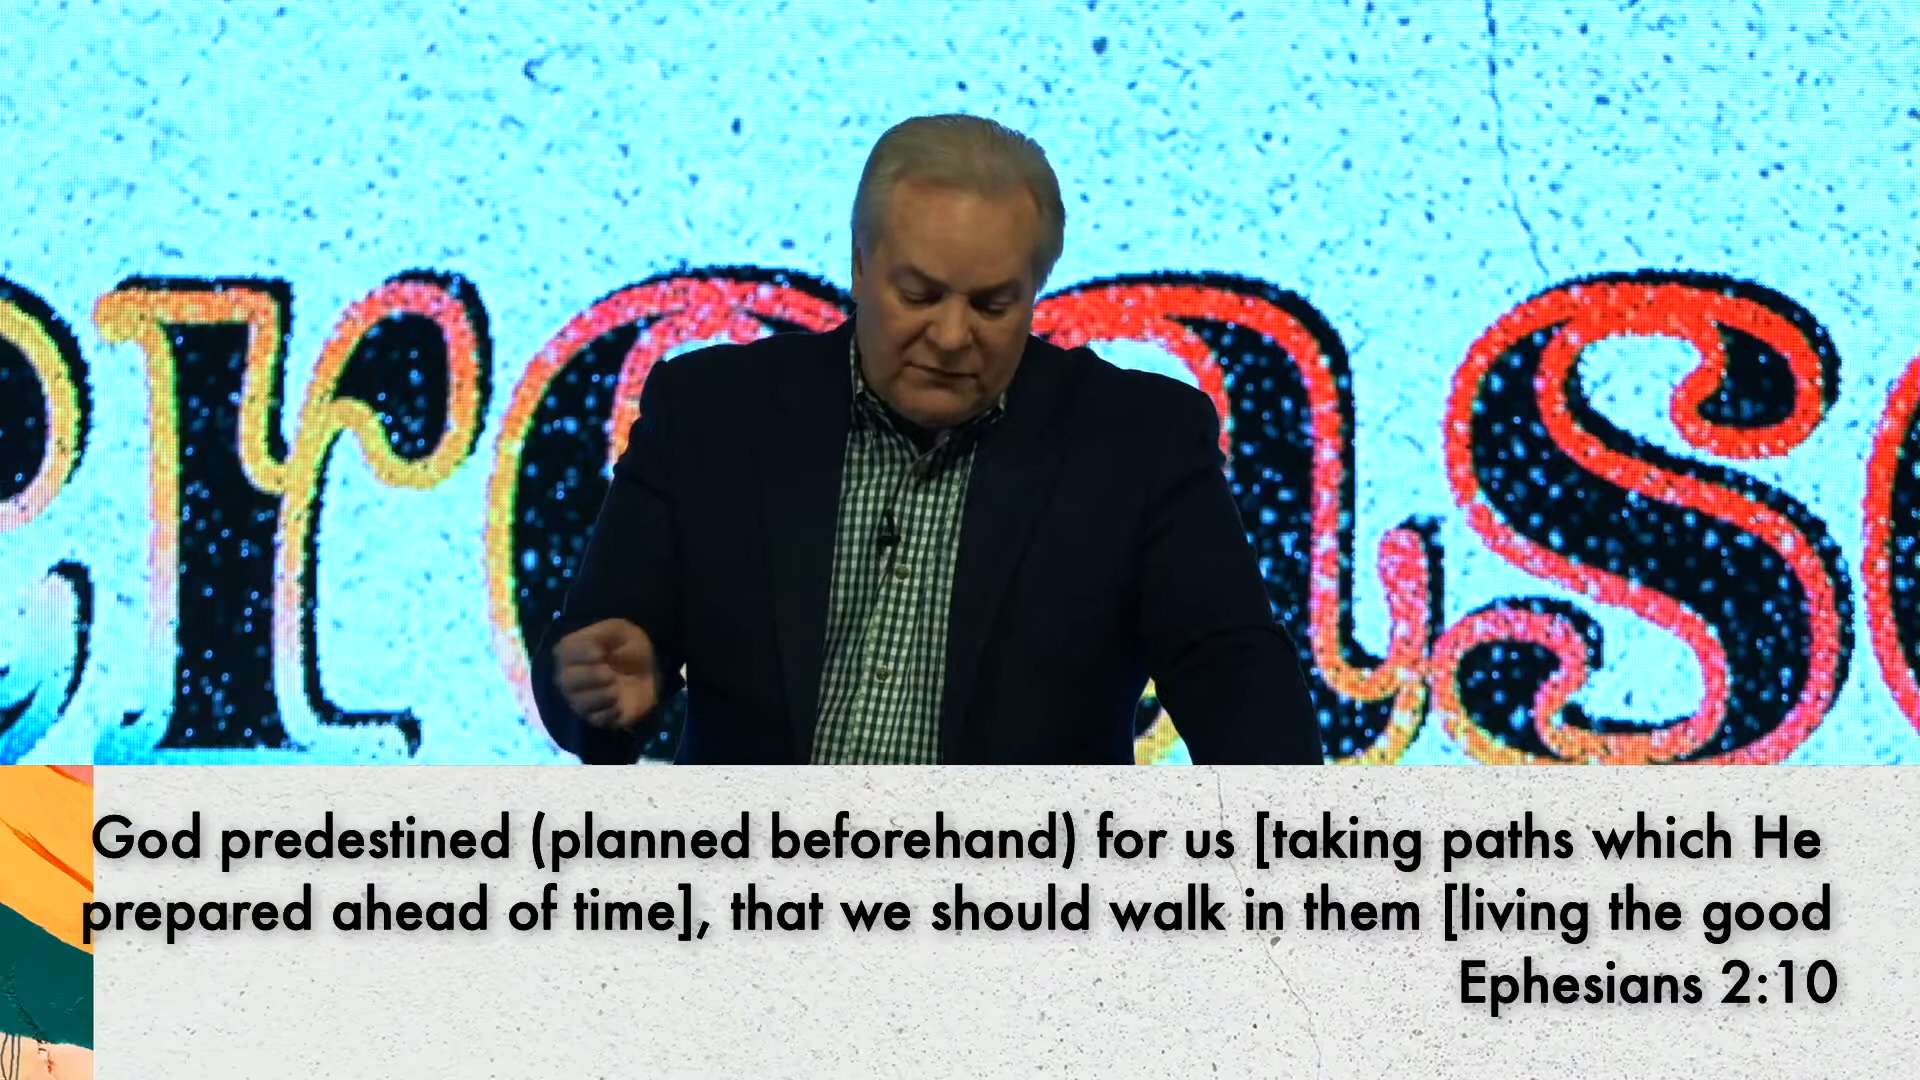 eras
God predestined (planned beforehand) for us [taking paths which He
prepared ahead of time], that we should walk in them [living the good
Ephesians 2:10